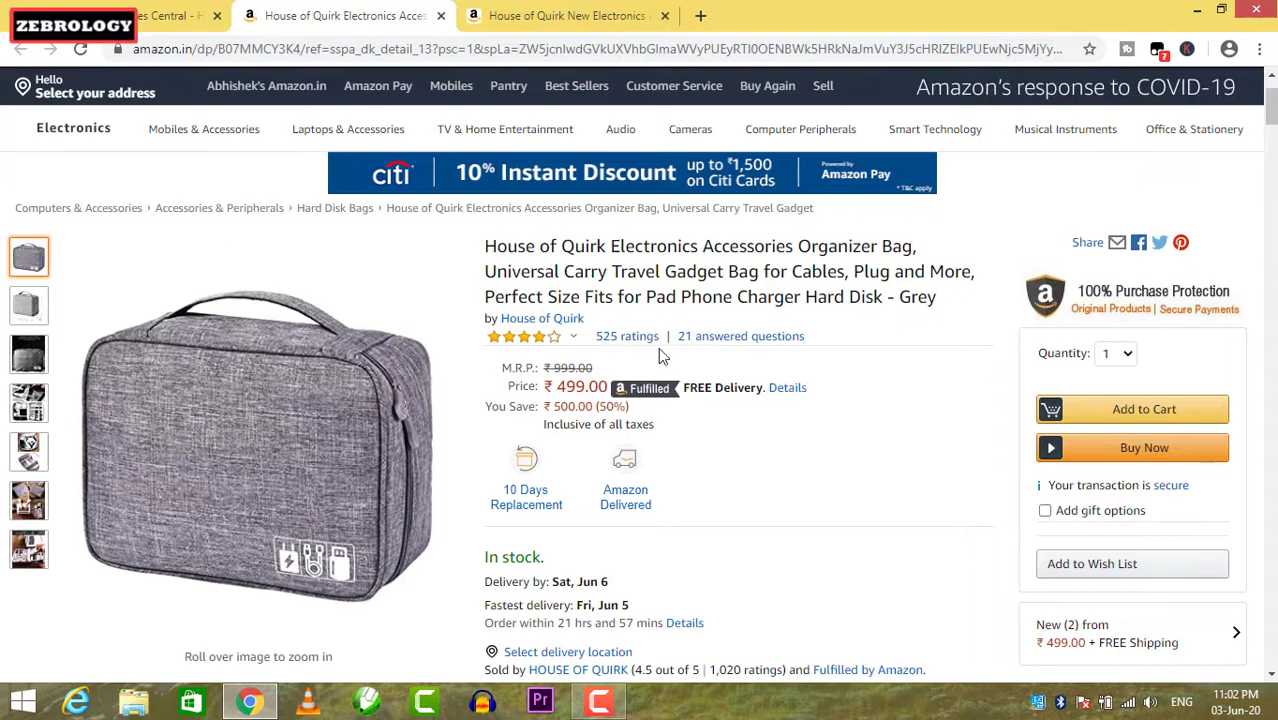 ZEBROLOGY
es Central - H
House of Quirk Electronics Acces
House of Quirk New Electronics
amazon.in/dp/B07MMCY3K4/ref=sspa_dk_detail_13?psc=1&spLa=
7
K
Hello
Select your address
Abhishek's Amazon.in
Amazon Pay
Mobiles
Pantry
Best Sellers
Customer Service
Buy Again
Sell
Amazon's response to COVID-19
Electronics
Mobiles & Accessories
Laptops & Accessories
TV & Home Entertainment
Audio
Cameras
Computer Peripherals
Smart Technology
Musical Instruments
Office & Stationery
citi
10% Instant Discount
up to ₹1,500
on Citi Cards
Powered by
Amazon Pay
*T&C apply
Computers & Accessories › Accessories & Peripherals › Hard Disk Bags › House of Quirk Electronics Accessories Organizer Bag, Universal Carry Travel Gadget
House of Quirk Electronics Accessories Organizer Bag,
Universal Carry Travel Gadget Bag for Cables, Plug and More,
Perfect Size Fits for Pad Phone Charger Hard Disk - Grey
by House of Quirk
525 ratings | 21 answered questions
M.R.P.: ₹ 999.00
Price: ₹ 499.00 a Fulfilled FREE Delivery. Details
You Save: ₹ 500.00 (50%)
Inclusive of all taxes
10 Days
Replacement
Amazon
Delivered
In stock.
Delivery by: Sat, Jun 6
Fastest delivery: Fri, Jun 5
Order within 21 hrs and 57 mins Details
Select delivery location
Sold by HOUSE OF QUIRK (4.5 out of 5 | 1,020 ratings) and Fulfilled by Amazon.
Roll over image to zoom in
Share
100% Purchase Protection
Original Products | Secure Payments
Quantity: 1
Add to Cart
Buy Now
Your transaction is secure
Add gift options
Add to Wish List
New (2) from
₹ 499.00 + FREE Shipping
Pr
ENG
11:02 PM
03-Jun-20